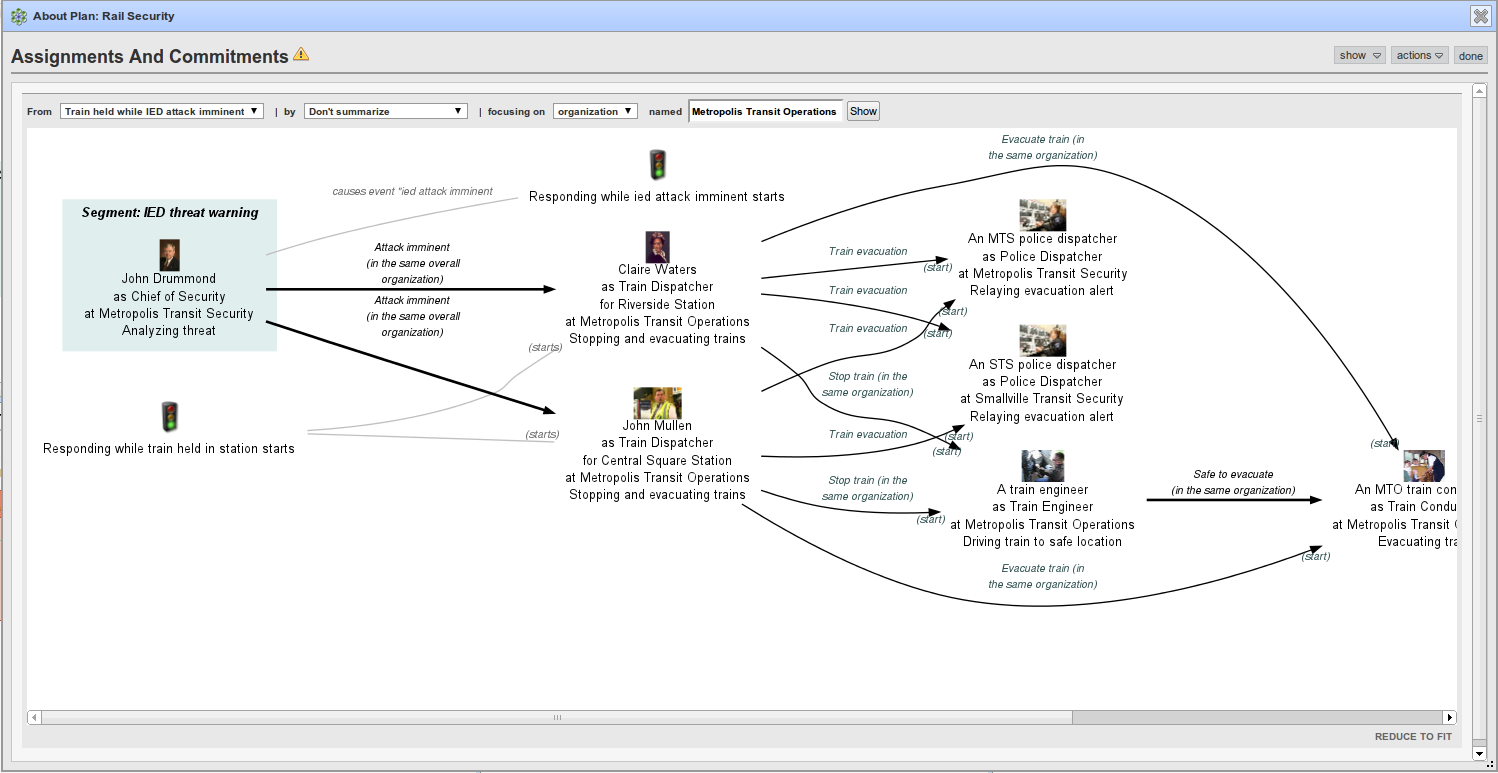 About Plan: Rail Security
Assignments And Commitments
show
actions
done
From
Train held while IED attack imminent
| by
Don't summarize
| focusing on
organization
named
Metropolis Transit Operations
Show
Evacuate train (in
the same organization)
causes event "ied attack imminent
Responding while ied attack imminent starts
Segment: IED threat warning
John Drummond
as Chief of Security
at Metropolis Transit Security
Analyzing threat
Attack imminent
(in the same overall
organization)
Attack imminent
(in the same overall
organization)
Claire Waters
as Train Dispatcher
for Riverside Station
at Metropolis Transit Operations
Stopping and evacuating trains
Train evacuation
(start)
Train evacuation
(start)
Train evacuation
(start)
An MTS police dispatcher
as Police Dispatcher
at Metropolis Transit Security
Relaying evacuation alert
(starts)
Stop train (in the
same organization)
An STS police dispatcher
as Police Dispatcher
at Smallville Transit Security
Relaying evacuation alert
Responding while train held in station starts
(starts)
John Mullen
as Train Dispatcher
for Central Square Station
at Metropolis Transit Operations
Stopping and evacuating trains
Train evacuation
(start)
(start)
Stop train (in the
same organization)
(start)
A train engineer
as Train Engineer
at Metropolis Transit Operations
Driving train to safe location
Safe to evacuate
(in the same organization)
(start)
An MTO train con
as Train Condu
at Metropolis Transit
Evacuating tra
(start)
Evacuate train (in
the same organization)
REDUCE TO FIT